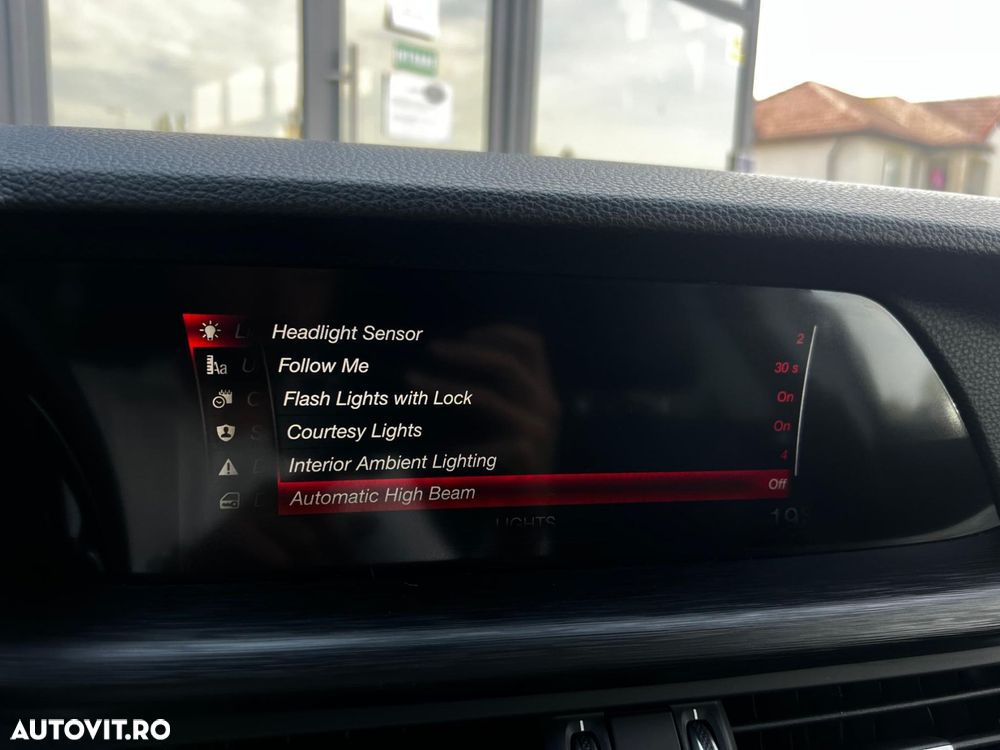 Headlight Sensor 2
Follow Me 30 s
Flash Lights with Lock On
Courtesy Lights On
Interior Ambient Lighting 4
Automatic High Beam Off
LIGHTS
AUTOVIT.RO